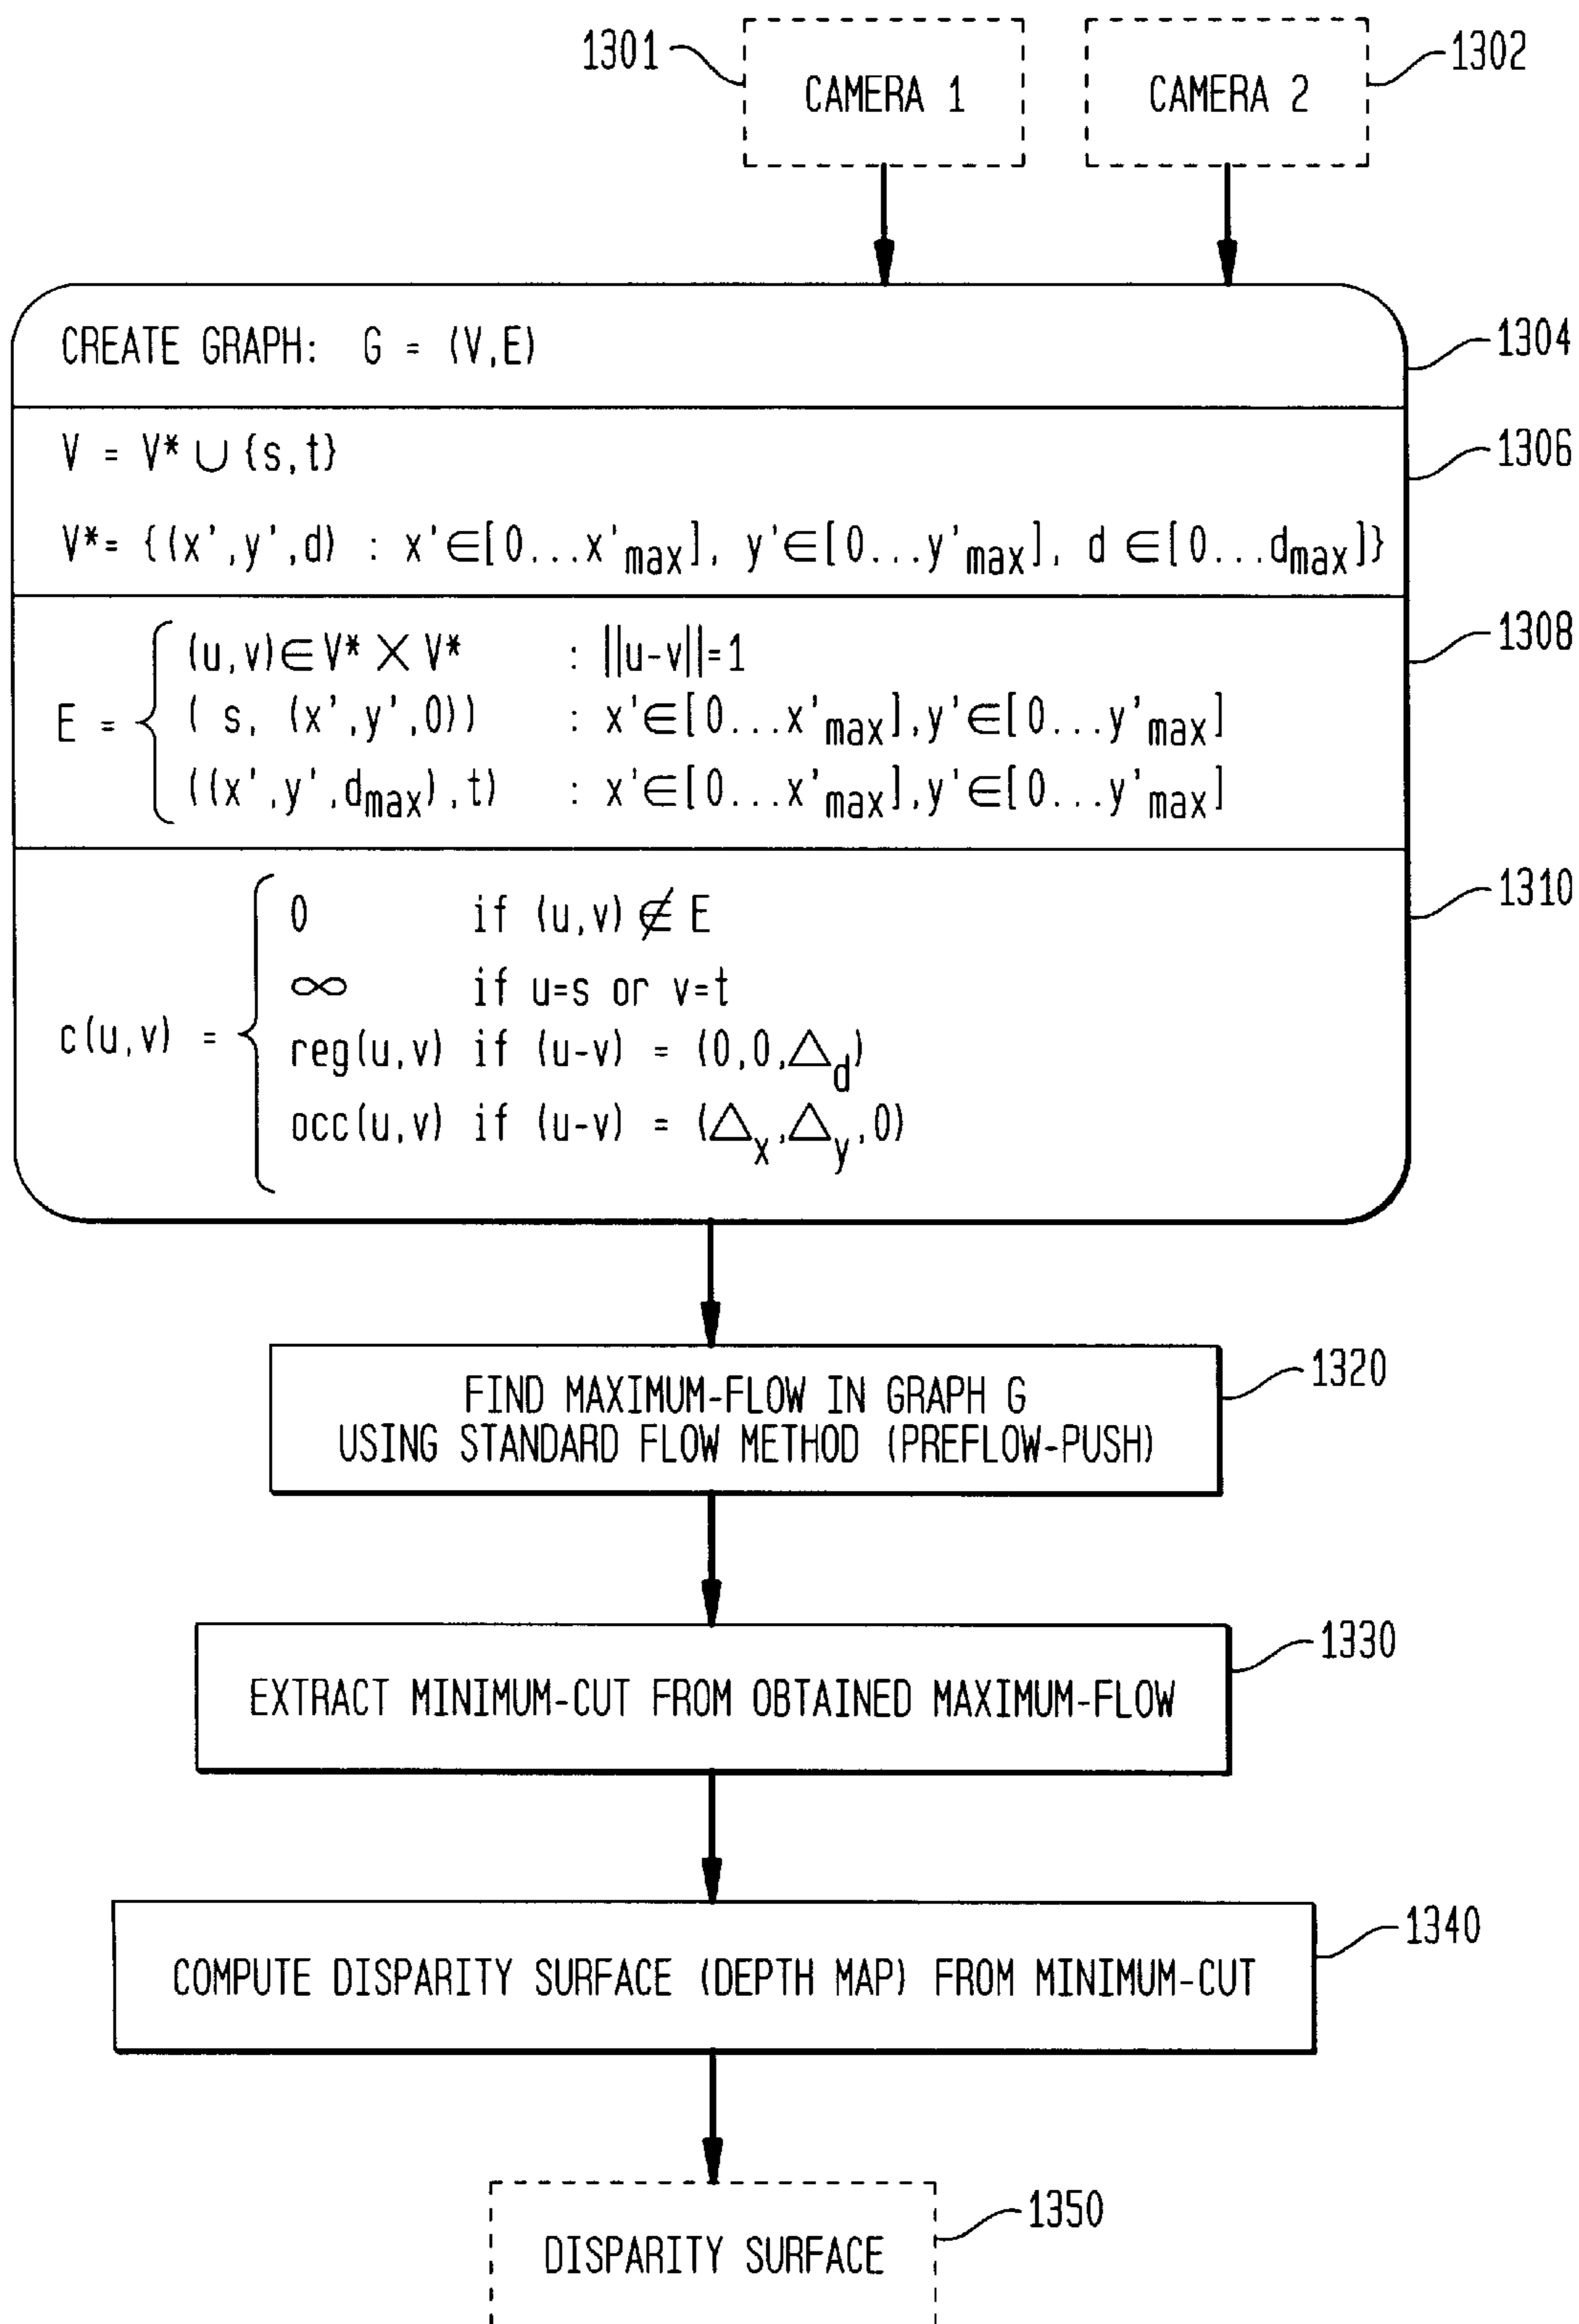 1301
CAMERA 1
CAMERA 2
1302
CREATE GRAPH: G = (V,E)
1304
V = V* ∪ {s,t}
1306
V*= {(x',y',d) : x'∈[0...x'max], y'∈[0...y'max], d ∈[0...dmax]}
1308
E = { (u,v)∈V* X V* : ||u-v||=1
( s, (x',y',0)) : x'∈[0...x'max],y'∈[0...y'max]
((x',y',dmax),t) : x'∈[0...x'max],y'∈[0...y'max]
1310
0 if (u,v) ∉ E
∞ if u=s or v=t
c(u,v) = { reg(u,v) if (u-v) = (0,0,△d)
occ(u,v) if (u-v) = (△x,△y,0)
FIND MAXIMUM-FLOW IN GRAPH G
USING STANDARD FLOW METHOD (PREFLOW-PUSH)
1320
EXTRACT MINIMUM-CUT FROM OBTAINED MAXIMUM-FLOW
1330
COMPUTE DISPARITY SURFACE (DEPTH MAP) FROM MINIMUM-CUT
1340
DISPARITY SURFACE
1350